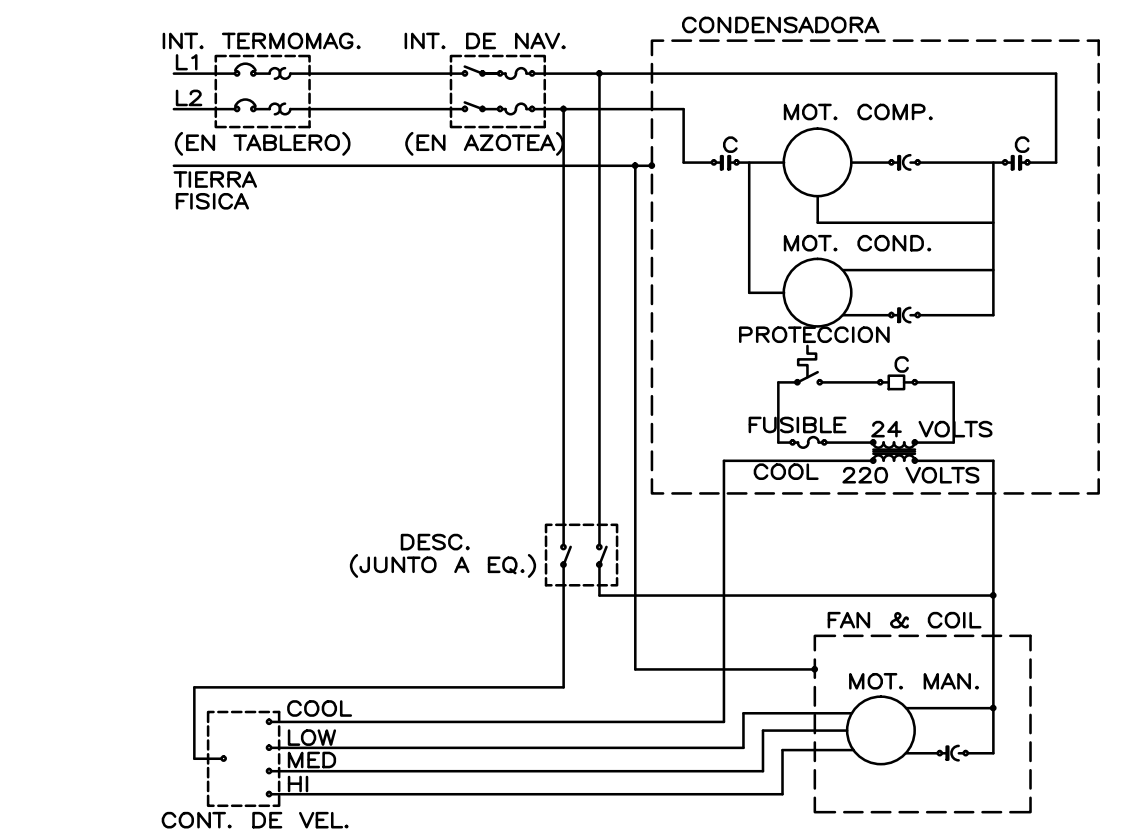 CONDENSADORA
INT. TERMOMAG.
INT. DE NAV.
L1
L2
(EN TABLERO)
(EN AZOTEA)
TIERRA
FISICA
MOT. COMP.
C
C
MOT. COND.
PROTECCION
C
FUSIBLE
24 VOLTS
COOL
220 VOLTS
DESC.
(JUNTO A EQ.)
FAN & COIL
MOT. MAN.
COOL
LOW
MED
HI
CONT. DE VEL.